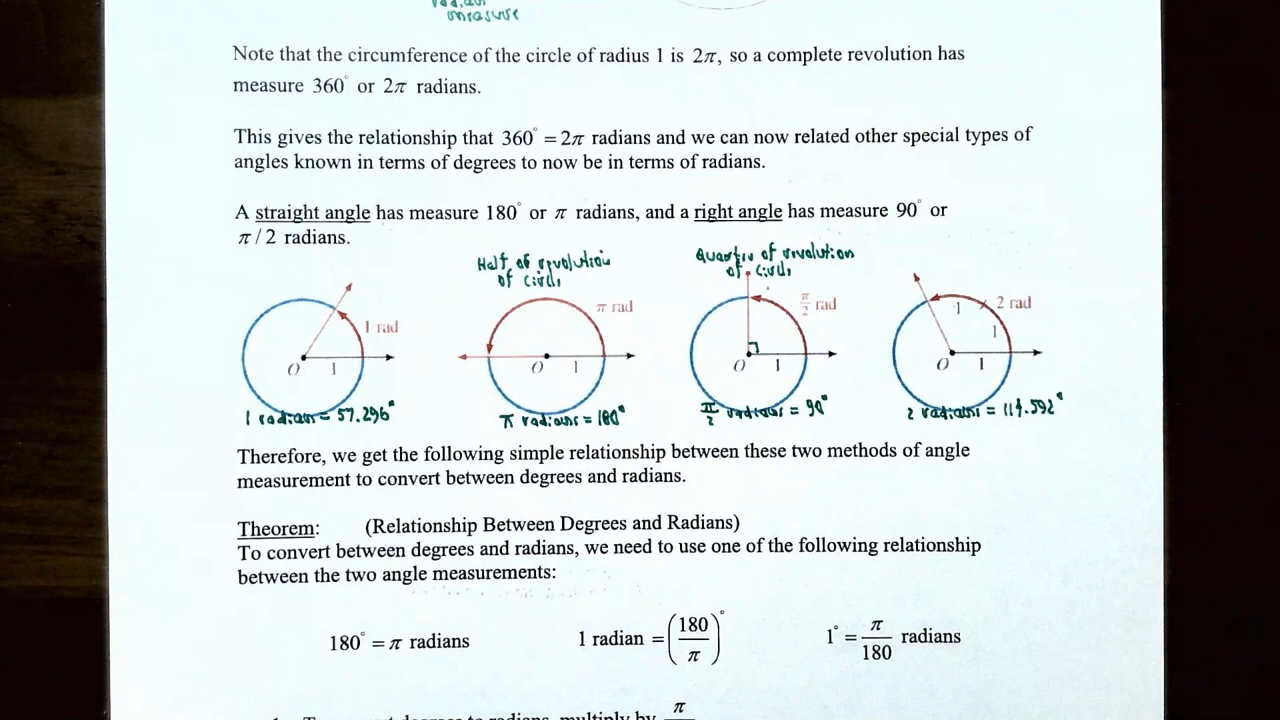 radian
measure
Note that the circumference of the circle of radius 1 is 2π, so a complete revolution has
measure 360° or 2π radians.
This gives the relationship that 360° = 2π radians and we can now related other special types of
angles known in terms of degrees to now be in terms of radians.
A straight angle has measure 180° or π radians, and a right angle has measure 90° or
π / 2 radians.
Half of revolution
of circle
Quarter of revolution
of circle
1 rad
O 1
1 radian = 57.296°
π rad
O 1
π radians = 180°
π/2 rad
O 1
π/2 radians = 90°
2 rad
1
1
O 1
2 radians = 114.592°
Therefore, we get the following simple relationship between these two methods of angle
measurement to convert between degrees and radians.
Theorem: (Relationship Between Degrees and Radians)
To convert between degrees and radians, we need to use one of the following relationship
between the two angle measurements:
180° = π radians 1 radian = (180/π)° 1° = π/180 radians
degrees to radians, multiply by π